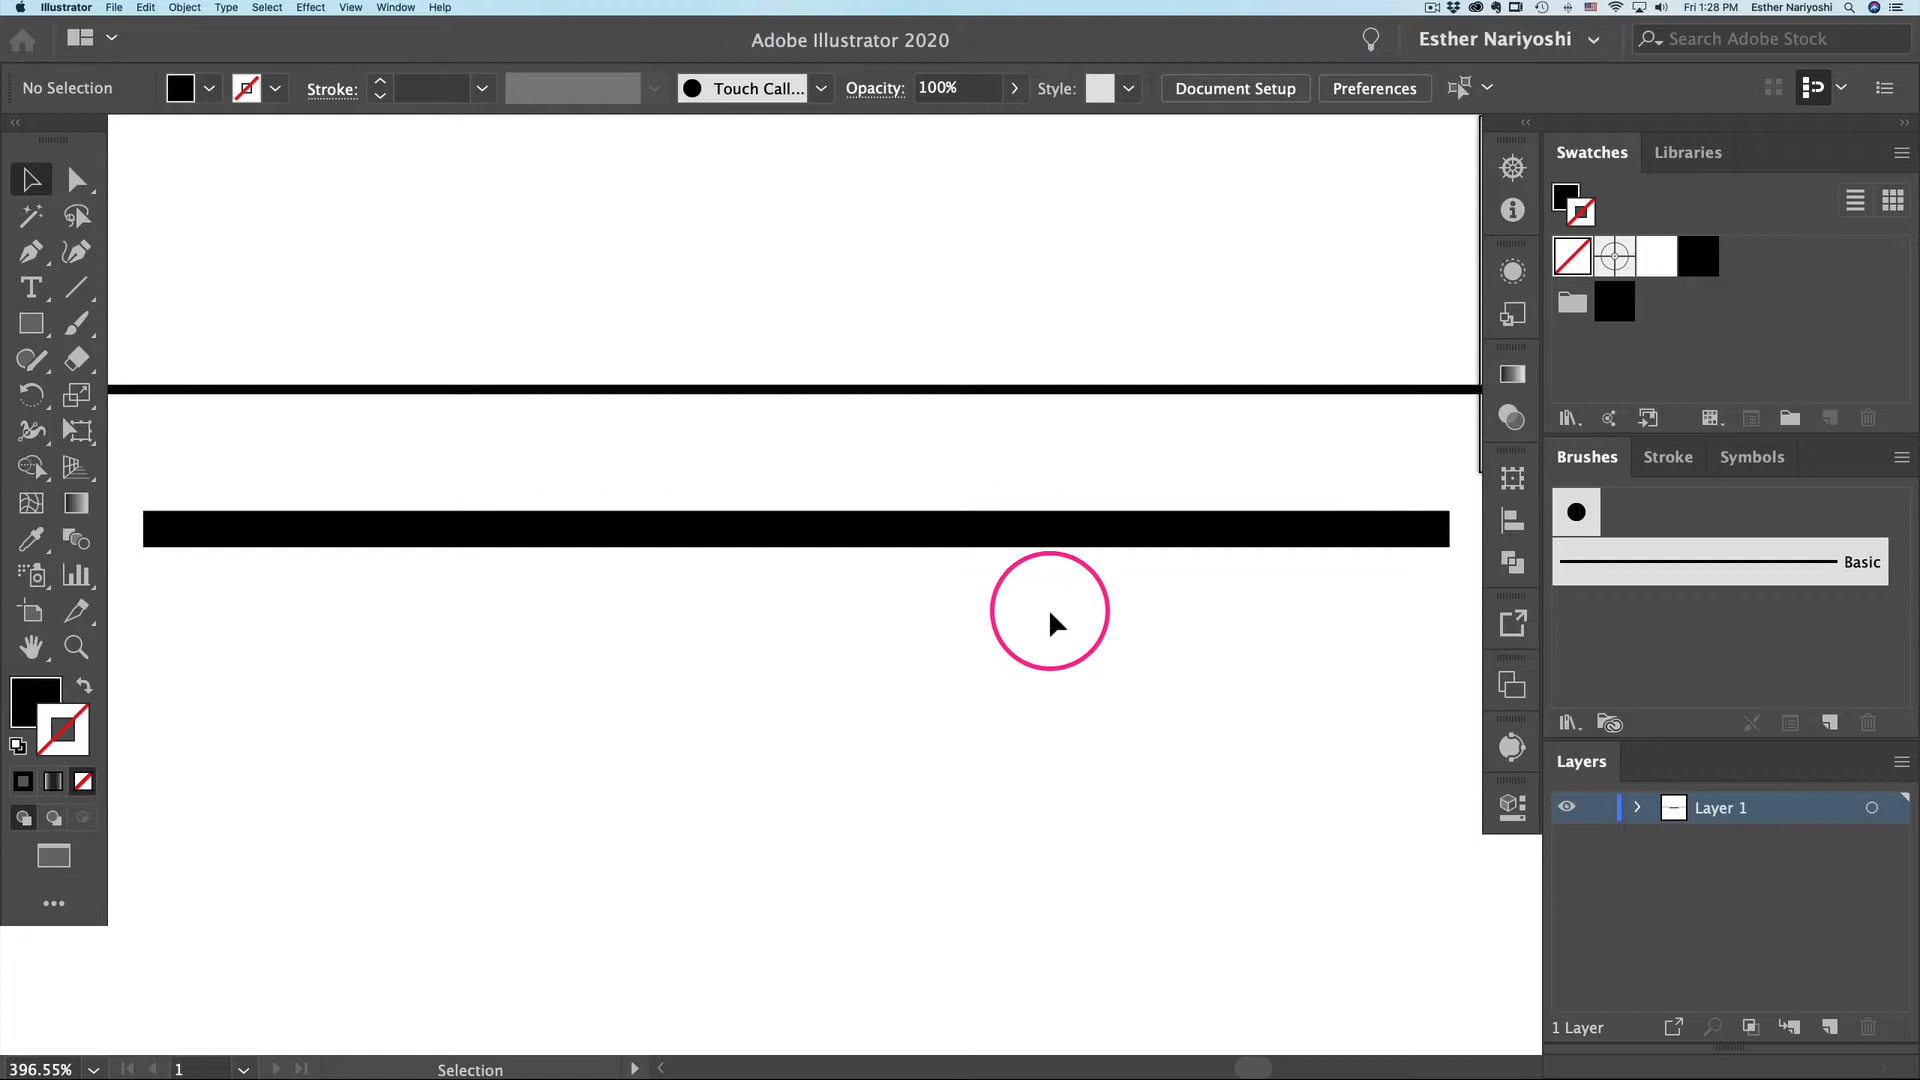 Illustrator File Edit Object Type Select Effect View Window Help Fri 1:28 PM Esther Nariyoshi
Adobe Illustrator 2020 Esther Nariyoshi Search Adobe Stock
No Selection Stroke: Touch Call... Opacity: 100% Style: Document Setup Preferences
Swatches Libraries
Brushes Stroke Symbols
Basic
Layers
Layer 1
1 Layer
396.55% 1 Selection